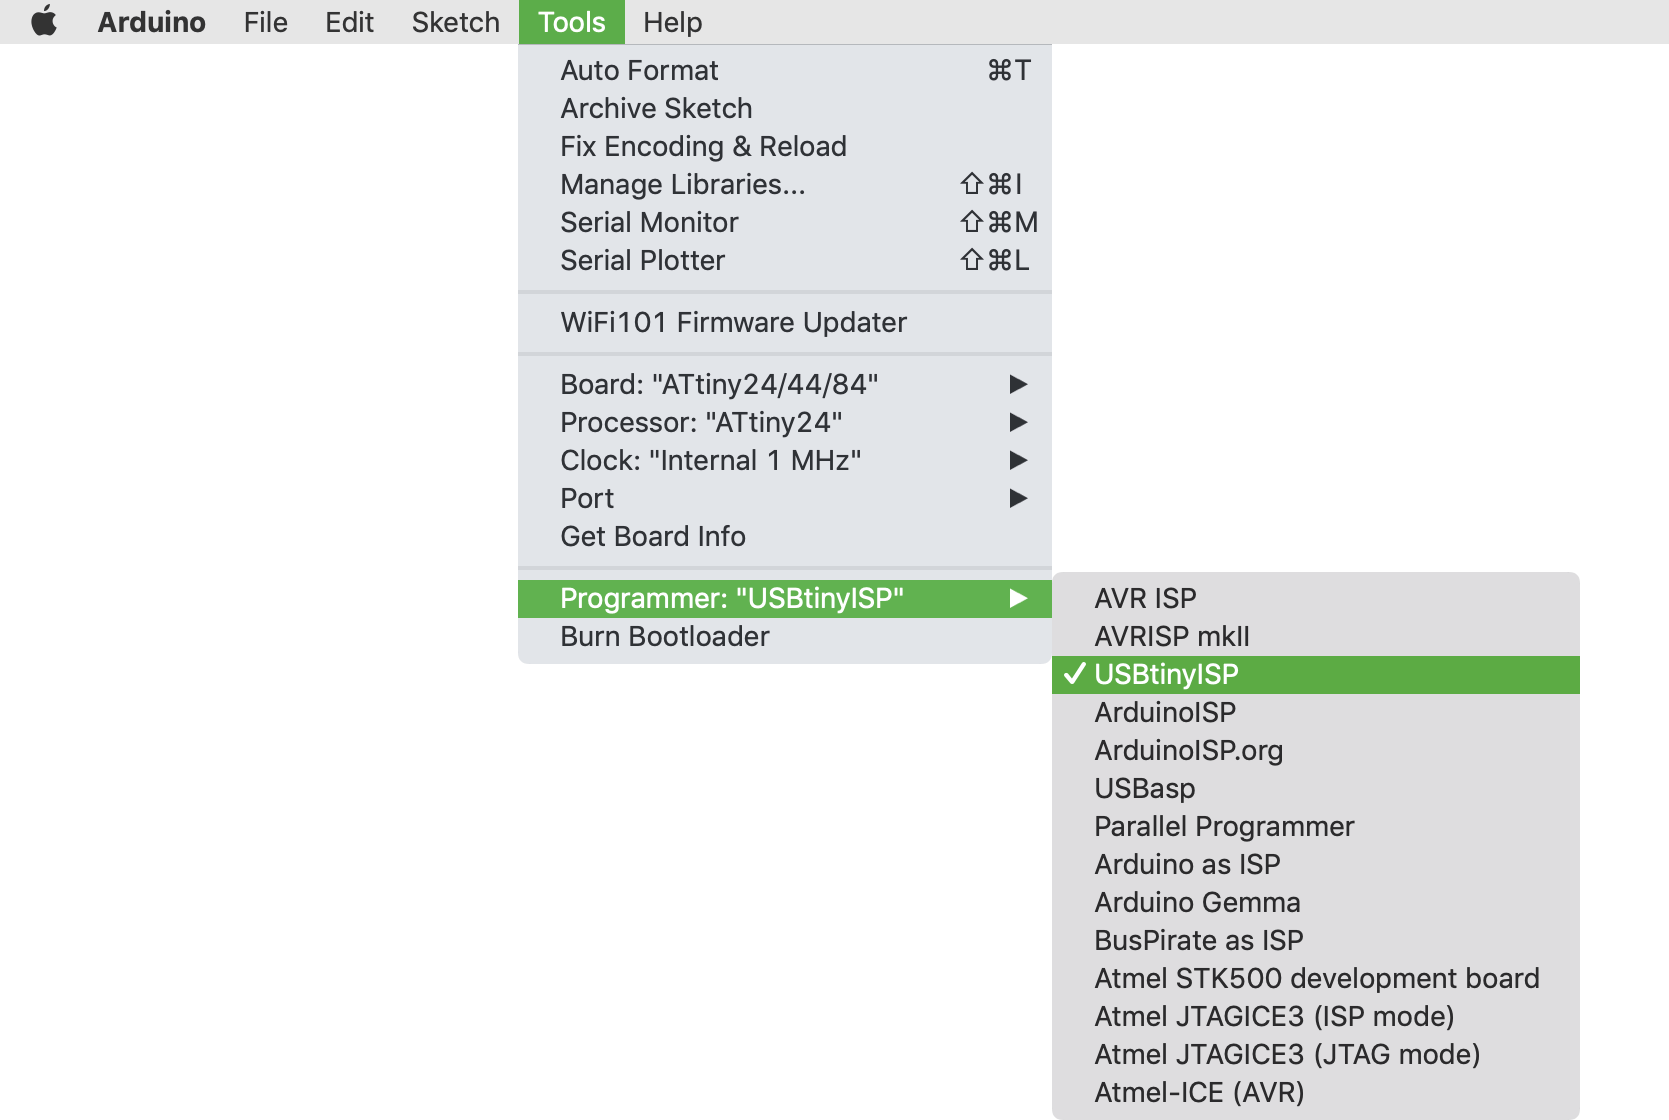 Arduino File Edit Sketch Tools Help
Auto Format ⌘T
Archive Sketch
Fix Encoding & Reload
Manage Libraries... ⇧⌘I
Serial Monitor ⇧⌘M
Serial Plotter ⇧⌘L
WiFi101 Firmware Updater
Board: "ATtiny24/44/84" ▶
Processor: "ATtiny24" ▶
Clock: "Internal 1 MHz" ▶
Port ▶
Get Board Info
Programmer: "USBtinyISP" ▶
Burn Bootloader
AVR ISP
AVRISP mkII
✓ USBtinyISP
ArduinoISP
ArduinoISP.org
USBasp
Parallel Programmer
Arduino as ISP
Arduino Gemma
BusPirate as ISP
Atmel STK500 development board
Atmel JTAGICE3 (ISP mode)
Atmel JTAGICE3 (JTAG mode)
Atmel-ICE (AVR)